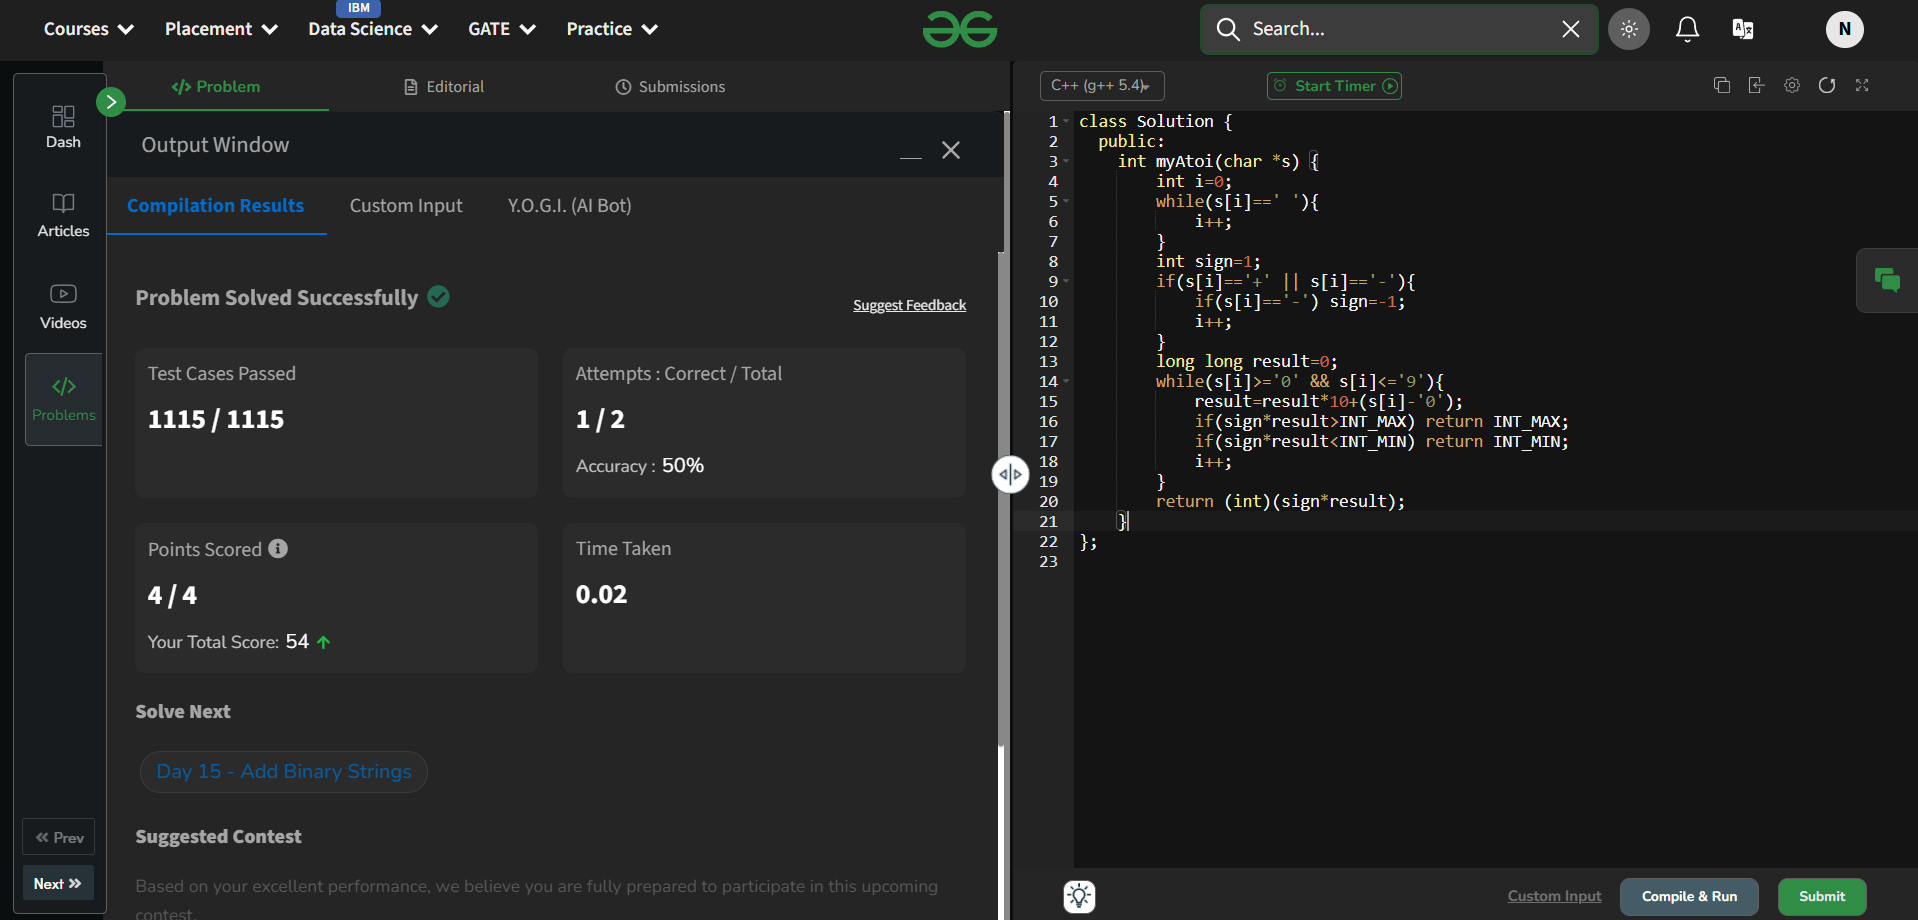 IBM
Courses Placement Data Science GATE Practice Search... N
Problem Editorial Submissions
Dash
Articles
Videos
Problems
Prev
Next
Output Window
Compilation Results Custom Input Y.O.G.I. (AI Bot)
Problem Solved Successfully
Suggest Feedback
Test Cases Passed
1115 / 1115
Attempts : Correct / Total
1 / 2
Accuracy : 50%
Points Scored
4 / 4
Your Total Score: 54
Time Taken
0.02
Solve Next
Day 15 - Add Binary Strings
Suggested Contest
Based on your excellent performance, we believe you are fully prepared to participate in this upcoming
contest.
C++ (g++ 5.4) Start Timer
1 class Solution {
2   public:
3     int myAtoi(char *s) {
4         int i=0;
5         while(s[i]==' '){
6             i++;
7         }
8         int sign=1;
9         if(s[i]=='+' || s[i]=='-'){
10             if(s[i]=='-') sign=-1;
11             i++;
12         }
13         long long result=0;
14         while(s[i]>='0' && s[i]<='9'){
15             result=result*10+(s[i]-'0');
16             if(sign*result>INT_MAX) return INT_MAX;
17             if(sign*result<INT_MIN) return INT_MIN;
18             i++;
19         }
20         return (int)(sign*result);
21     }
22 };
23
Custom Input Compile & Run Submit